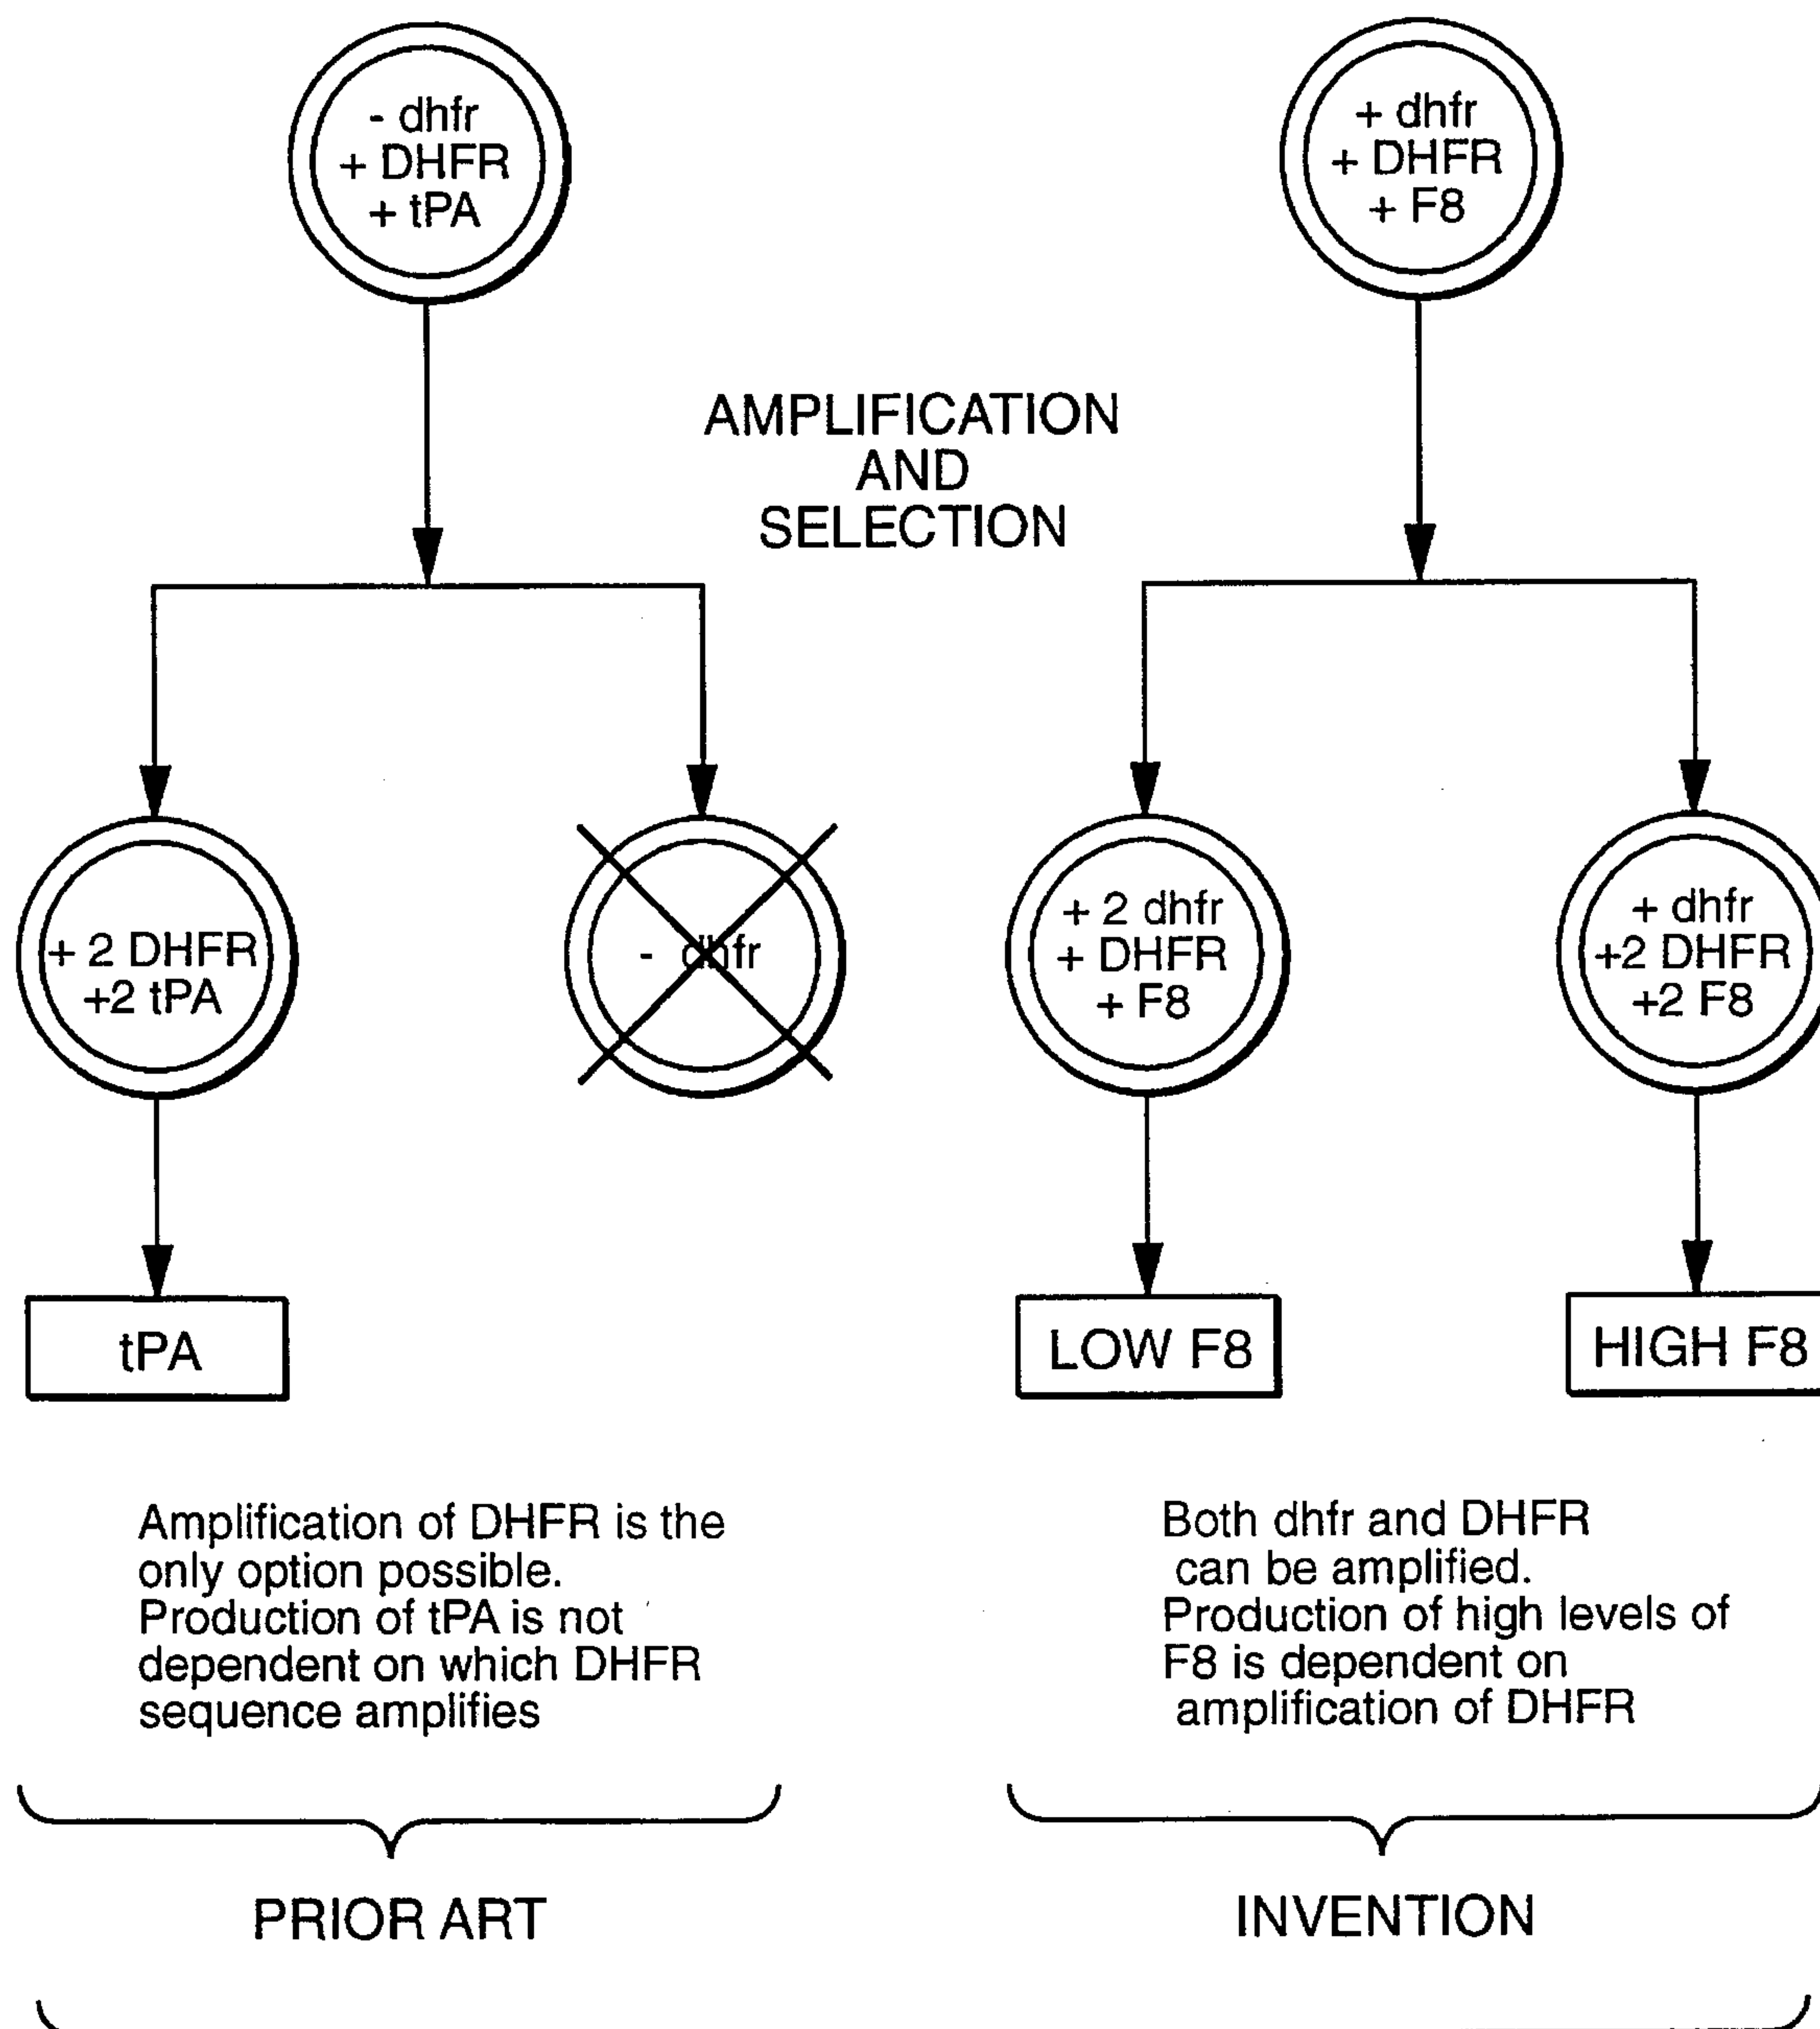 - dhfr
+ DHFR
+ tPA
+ dhfr
+ DHFR
+ F8
AMPLIFICATION
AND
SELECTION
+ 2 DHFR
+2 tPA
- dhfr
+ 2 dhfr
+ DHFR
+ F8
+ dhfr
+2 DHFR
+2 F8
tPA
LOW F8
HIGH F8
Amplification of DHFR is the
only option possible.
Production of tPA is not
dependent on which DHFR
sequence amplifies
Both dhfr and DHFR
can be amplified.
Production of high levels of
F8 is dependent on
amplification of DHFR
PRIOR ART
INVENTION